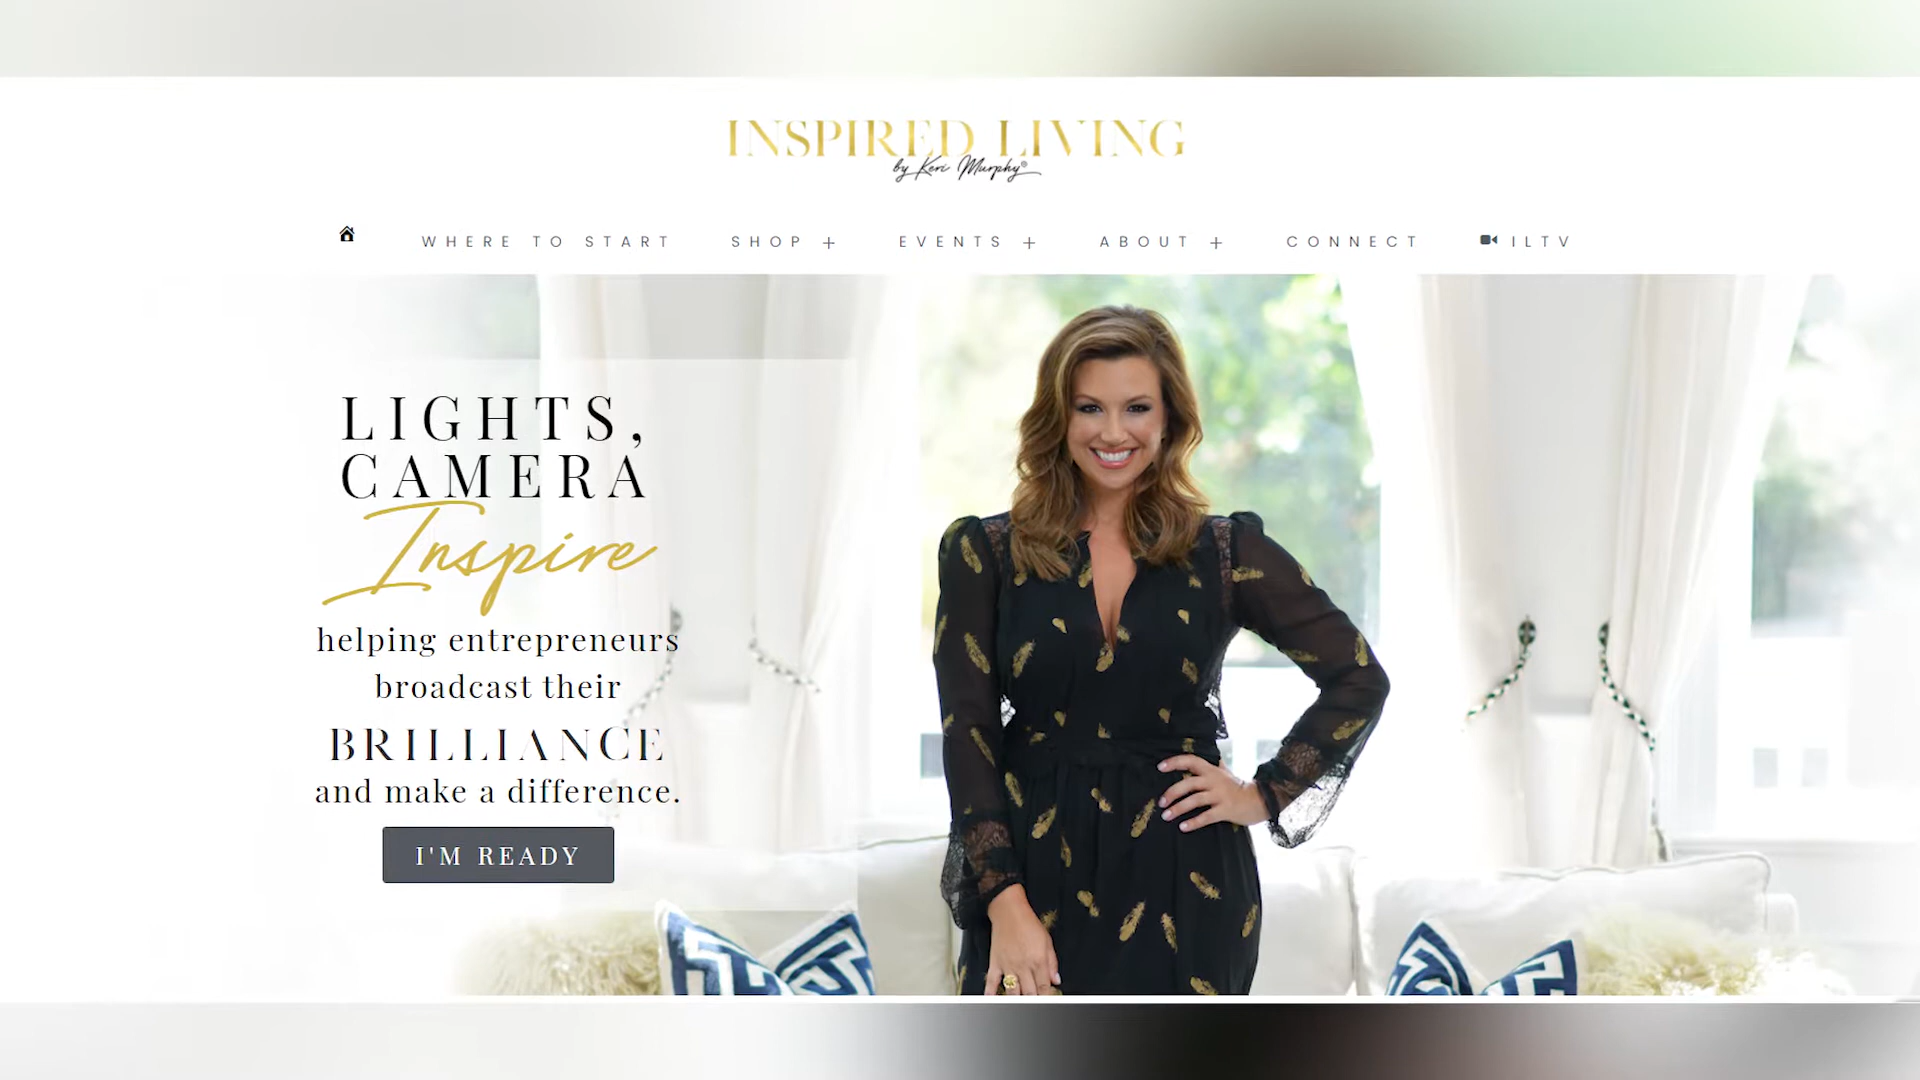 INSPIRED LIVING
by Keri Murphy®
WHERE TO START SHOP + EVENTS + ABOUT + CONNECT ILTV
LIGHTS,
CAMERA
Inspire
helping entrepreneurs
broadcast their
BRILLIANCE
and make a difference.
I'M READY